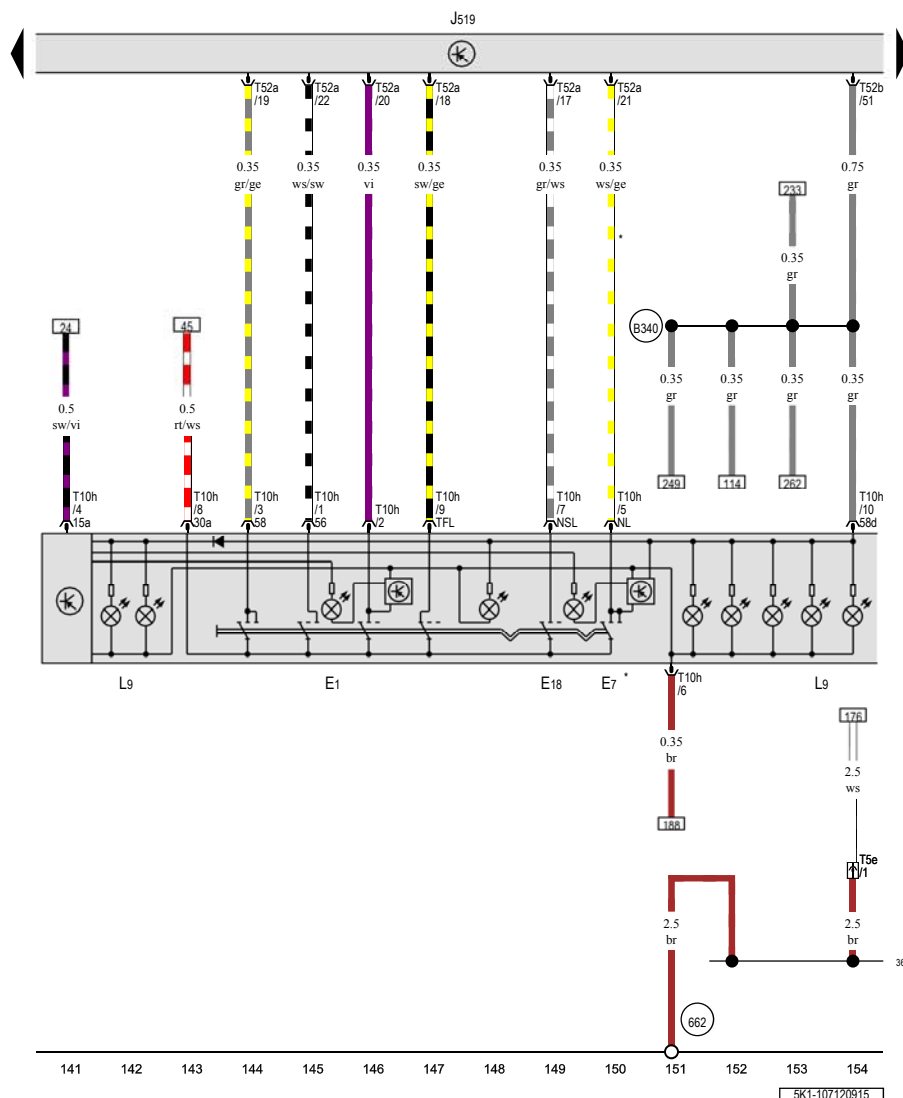 J519
T52a T52a T52a T52a T52a T52a T52b
/19 /22 /20 /18 /17 /21 /51
0.35 0.35 0.35 0.35 0.35 0.35 0.75
gr/ge ws/sw vi sw/ge gr/ws ws/ge gr
233
*
0.35
gr
24 45 B340
0.35 0.35 0.35 0.35
gr gr gr gr
0.5 0.5
sw/vi rt/ws
249 114 262
T10h T10h T10h T10h T10h T10h T10h T10h T10h
/4 /8 /3 /1 /2 /9 /7 /5 /10
15a 30a 58 56 TFL NSL NL 58d
L9 E1 E18 E7 * L9
T10h
/6
176
0.35
br
2.5
ws
188
T5e
/1
2.5 2.5
br br
36
662
141 142 143 144 145 146 147 148 149 150 151 152 153 154
5K1-107120915